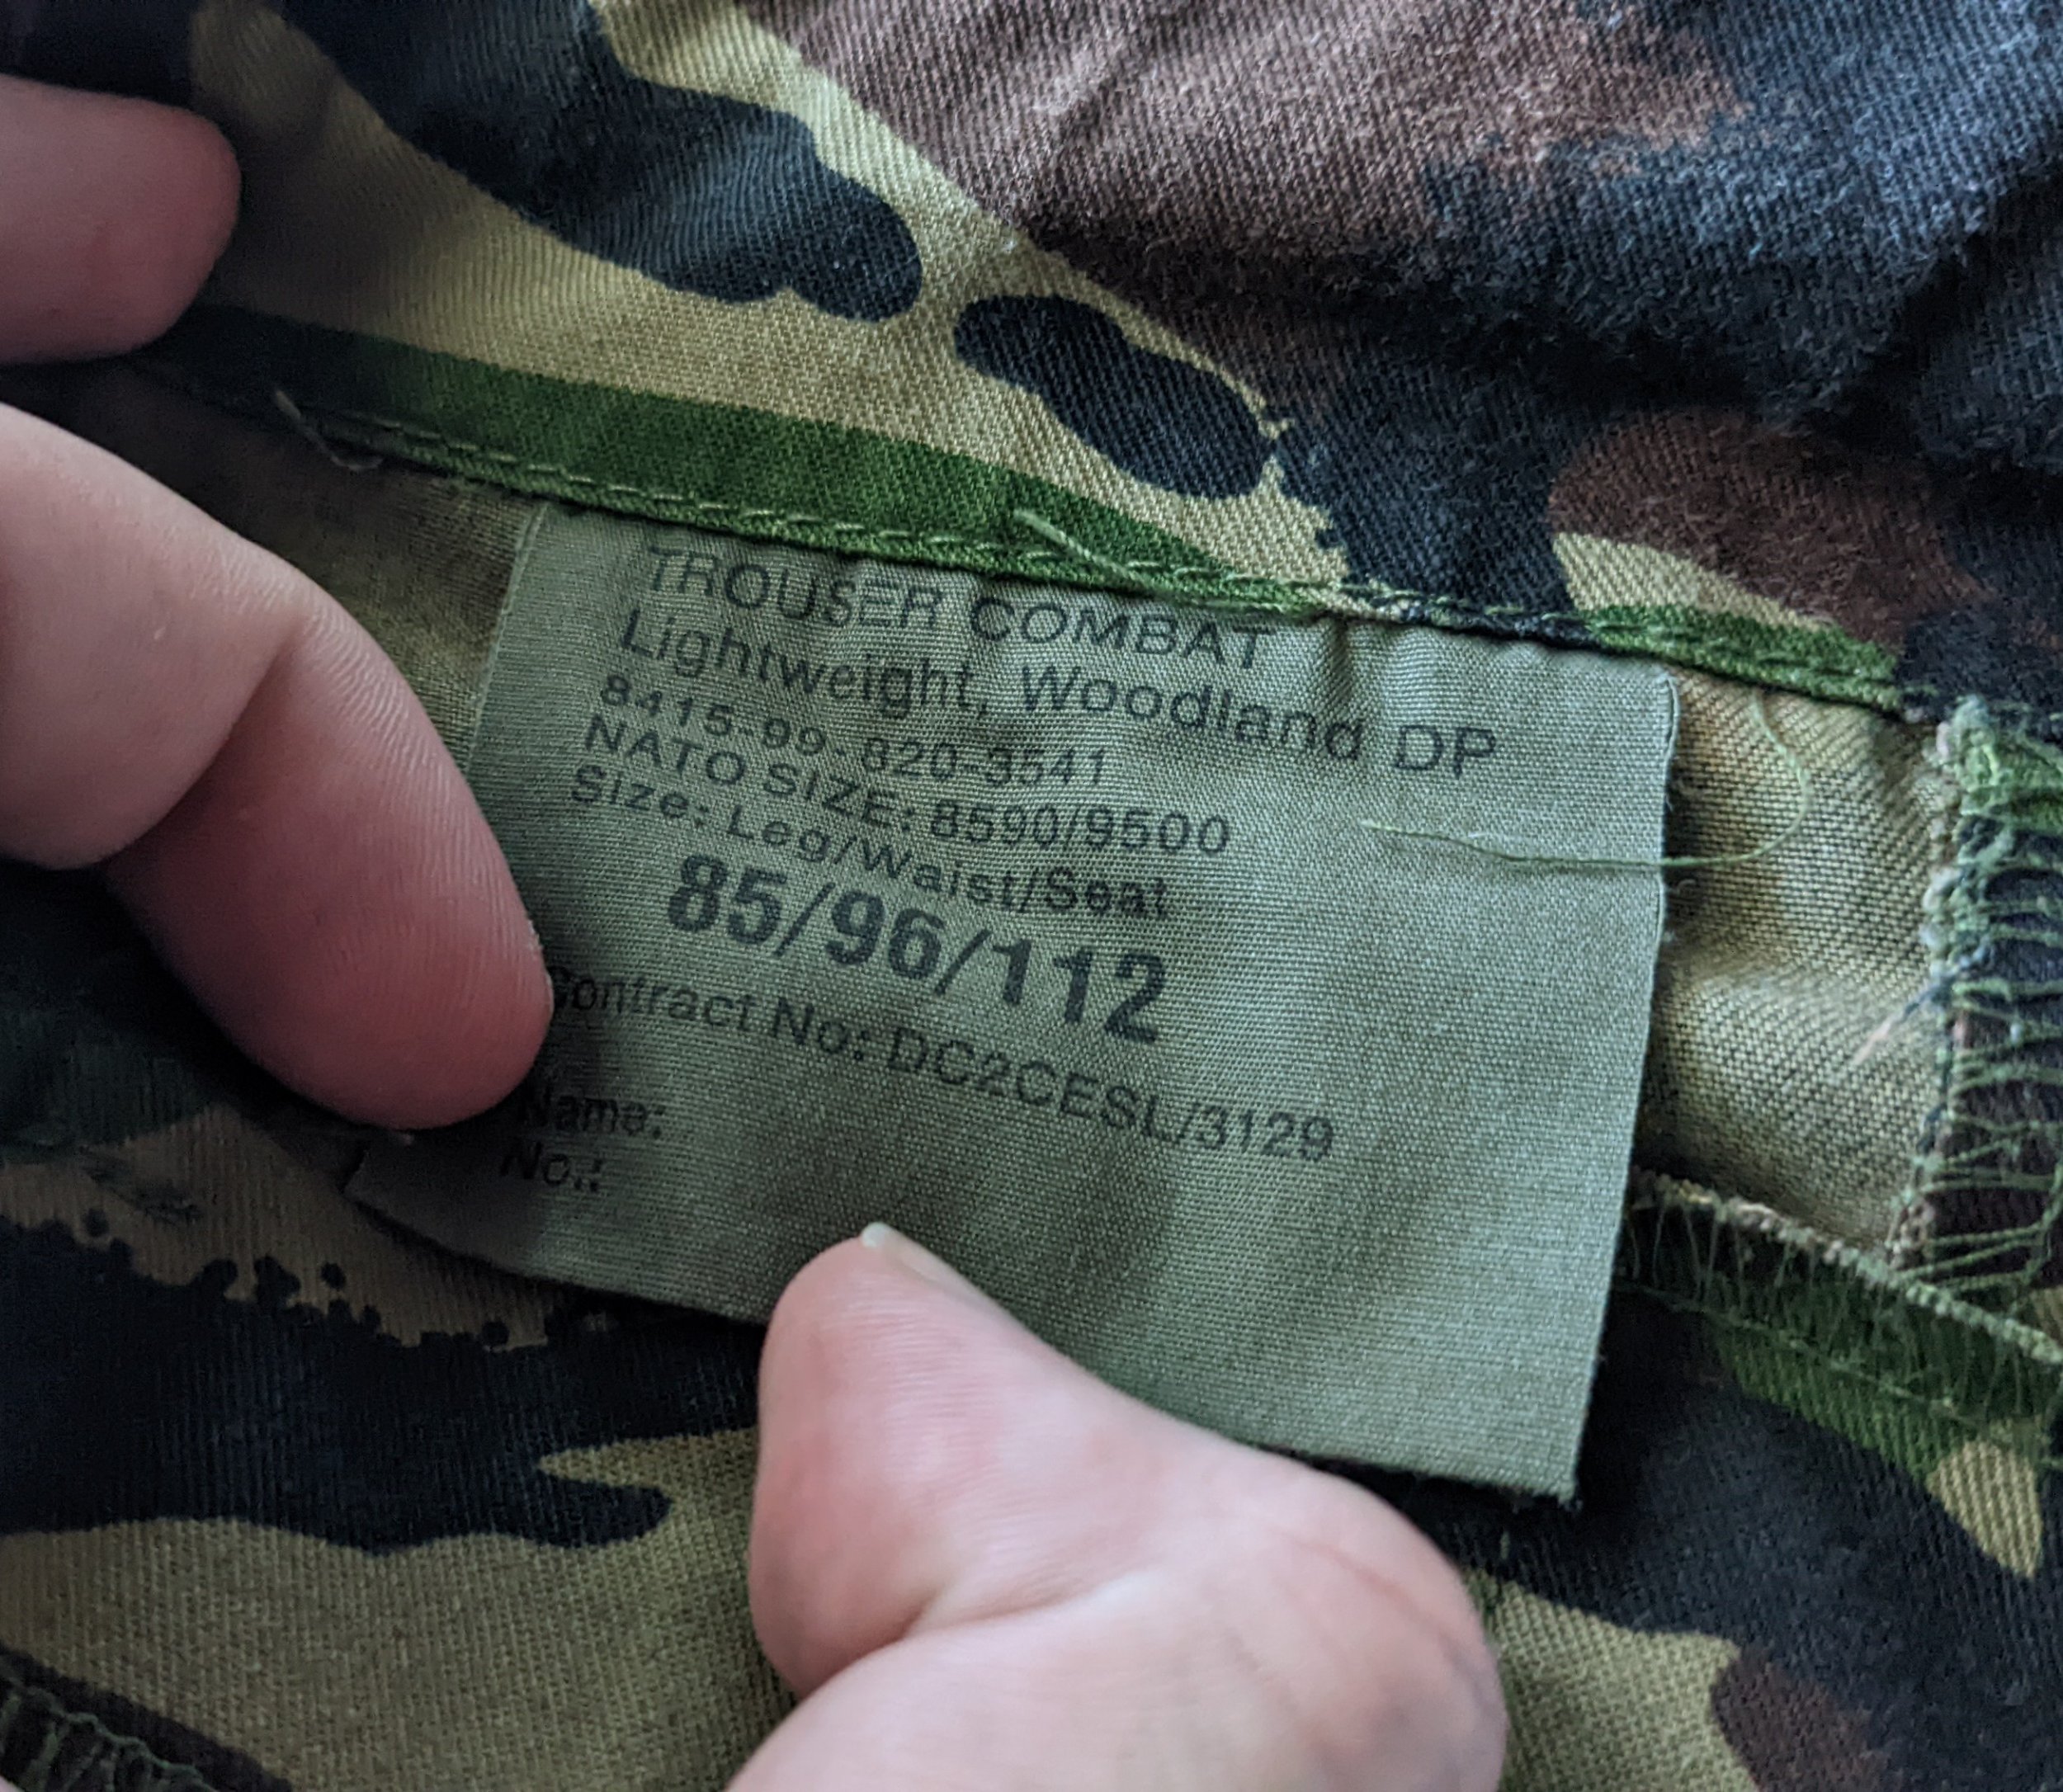 TROUSER COMBAT
Lightweight, Woodland DP
8415-99-820-3541
NATO SIZE: 8590/9500
Size: Leg/Waist/Seat
85/96/112
Contract No: DC2CESL/3129
Name:
No.: